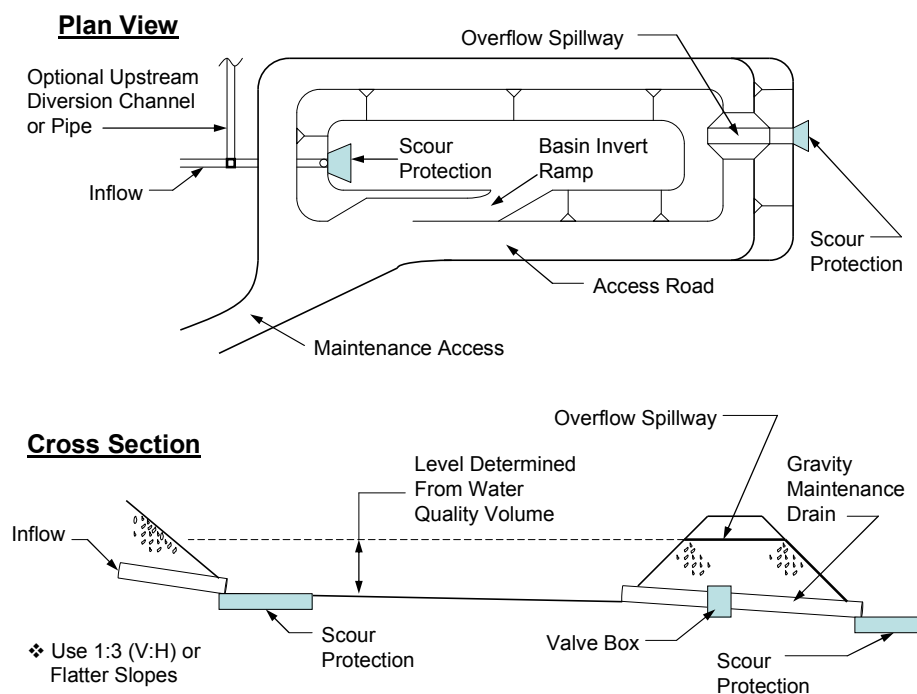 Plan View
Overflow Spillway
Optional Upstream
Diversion Channel
or Pipe
Scour
Protection
Basin Invert
Ramp
Inflow
Scour
Protection
Access Road
Maintenance Access
Overflow Spillway
Cross Section
Level Determined
From Water
Quality Volume
Gravity
Maintenance
Drain
Inflow
Scour
Protection
Valve Box
Scour
Protection
❖ Use 1:3 (V:H) or
Flatter Slopes